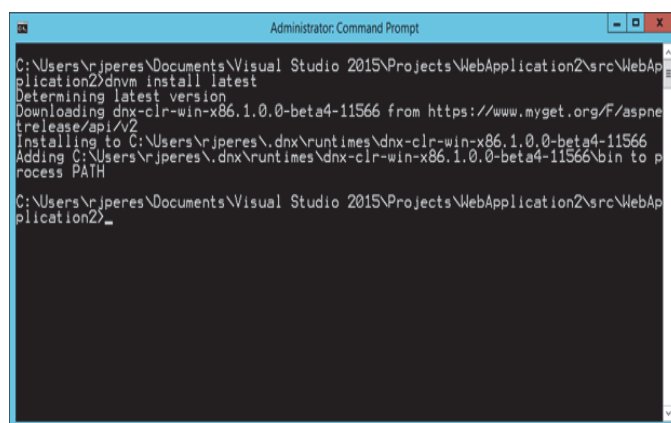 Administrator: Command Prompt
C:\Users\rjperes\Documents\Visual Studio 2015\Projects\WebApplication2\src\WebAp
plication2>dnvm install latest
Determining latest version
Downloading dnx-clr-win-x86.1.0.0-beta4-11566 from https://www.myget.org/F/aspne
trelease/api/v2
Installing to C:\Users\rjperes\.dnx\runtimes\dnx-clr-win-x86.1.0.0-beta4-11566
Adding C:\Users\rjperes\.dnx\runtimes\dnx-clr-win-x86.1.0.0-beta4-11566\bin to p
rocess PATH
C:\Users\rjperes\Documents\Visual Studio 2015\Projects\WebApplication2\src\WebAp
plication2>_